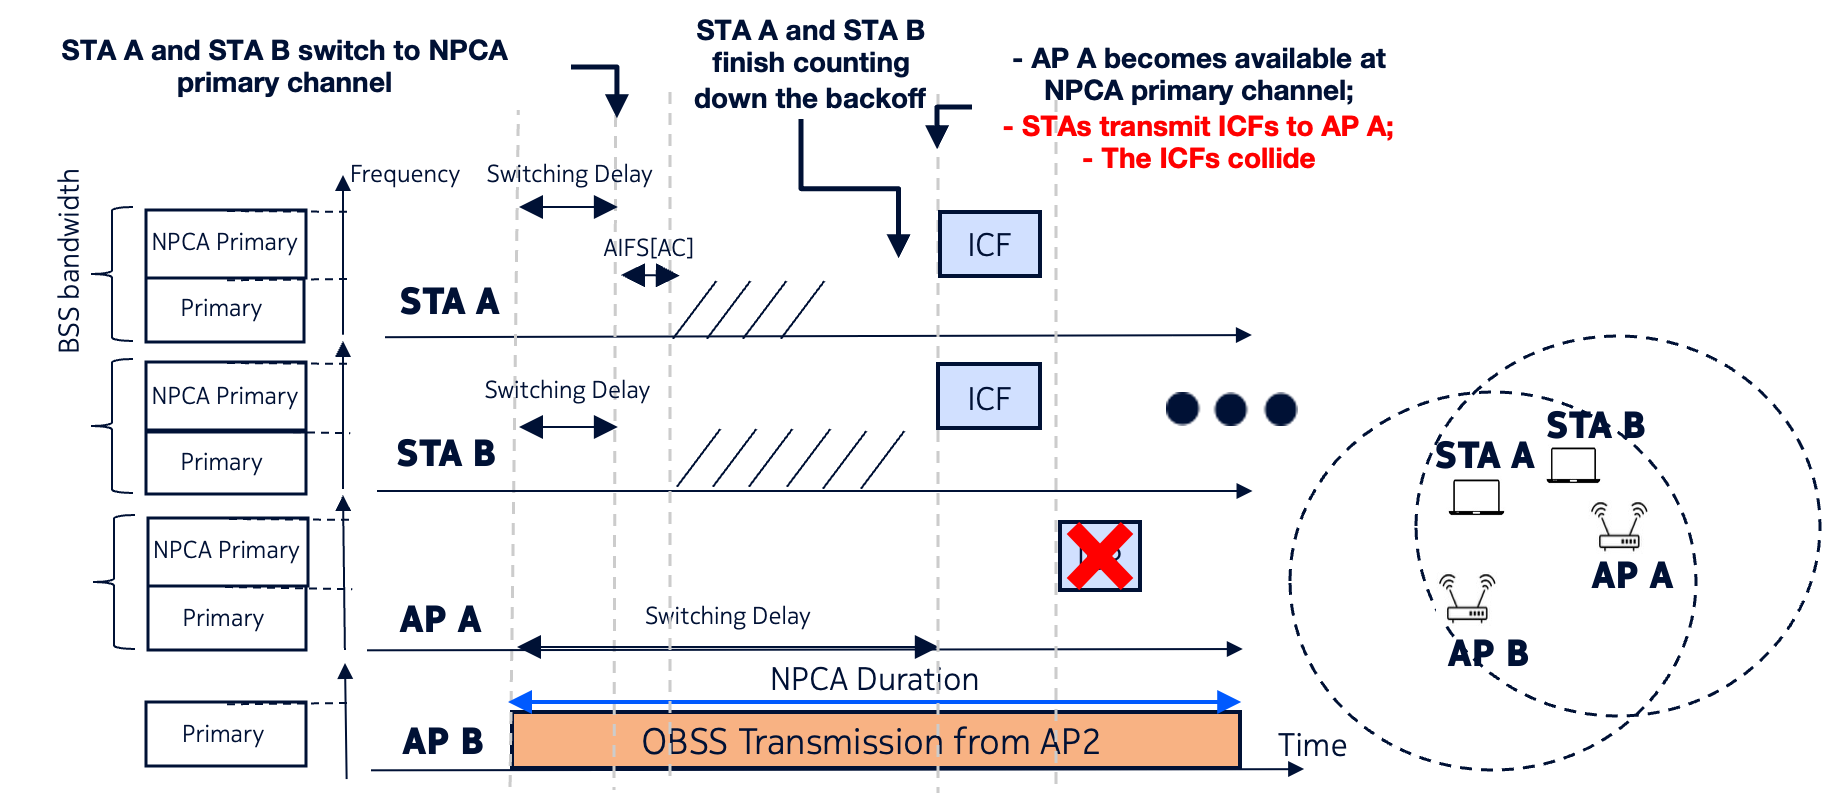 STA A and STA B switch to NPCA
primary channel
STA A and STA B
finish counting
down the backoff
- AP A becomes available at
NPCA primary channel;
- STAs transmit ICFs to AP A;
- The ICFs collide
BSS bandwidth
Frequency
Switching Delay
NPCA Primary
Primary
AIFS[AC]
ICF
STA A
NPCA Primary
Primary
Switching Delay
ICF
STA B
NPCA Primary
Primary
Switching Delay
AP A
NPCA Duration
Primary
AP B
OBSS Transmission from AP2
Time
STA B
STA A
AP A
AP B